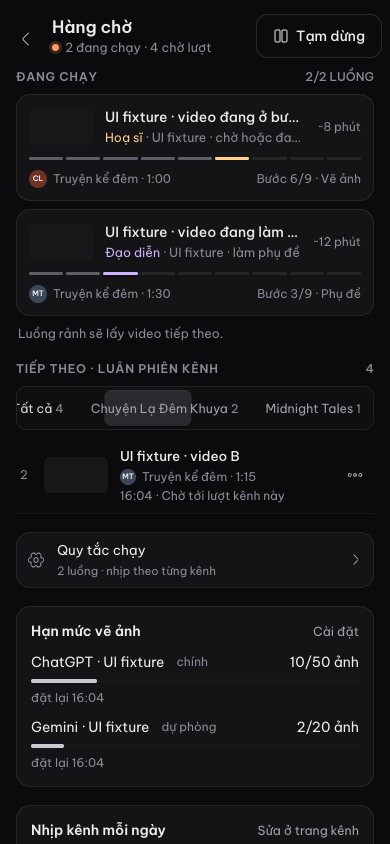 Hàng chờ
2 đang chạy · 4 chờ lượt
Tạm dừng
ĐANG CHẠY
2/2 LUỒNG
UI fixture · video đang ở bư...
~8 phút
Hoạ sĩ · UI fixture · chờ hoặc đa...
CL Truyện kể đêm · 1:00
Bước 6/9 · Vẽ ảnh
UI fixture · video đang làm ...
~12 phút
Đạo diễn · UI fixture · làm phụ đề
MT Truyện kể đêm · 1:30
Bước 3/9 · Phụ đề
Luồng rảnh sẽ lấy video tiếp theo.
TIẾP THEO · LUÂN PHIÊN KÊNH
4
Tất cả 4
Chuyện Lạ Đêm Khuya 2
Midnight Tales 1
2
UI fixture · video B
MT Truyện kể đêm · 1:15
16:04 · Chờ tới lượt kênh này
Quy tắc chạy
2 luồng · nhịp theo từng kênh
Hạn mức vẽ ảnh
Cài đặt
ChatGPT · UI fixture chính
10/50 ảnh
đặt lại 16:04
Gemini · UI fixture dự phòng
2/20 ảnh
đặt lại 16:04
Nhịp kênh mỗi ngày
Sửa ở trang kênh